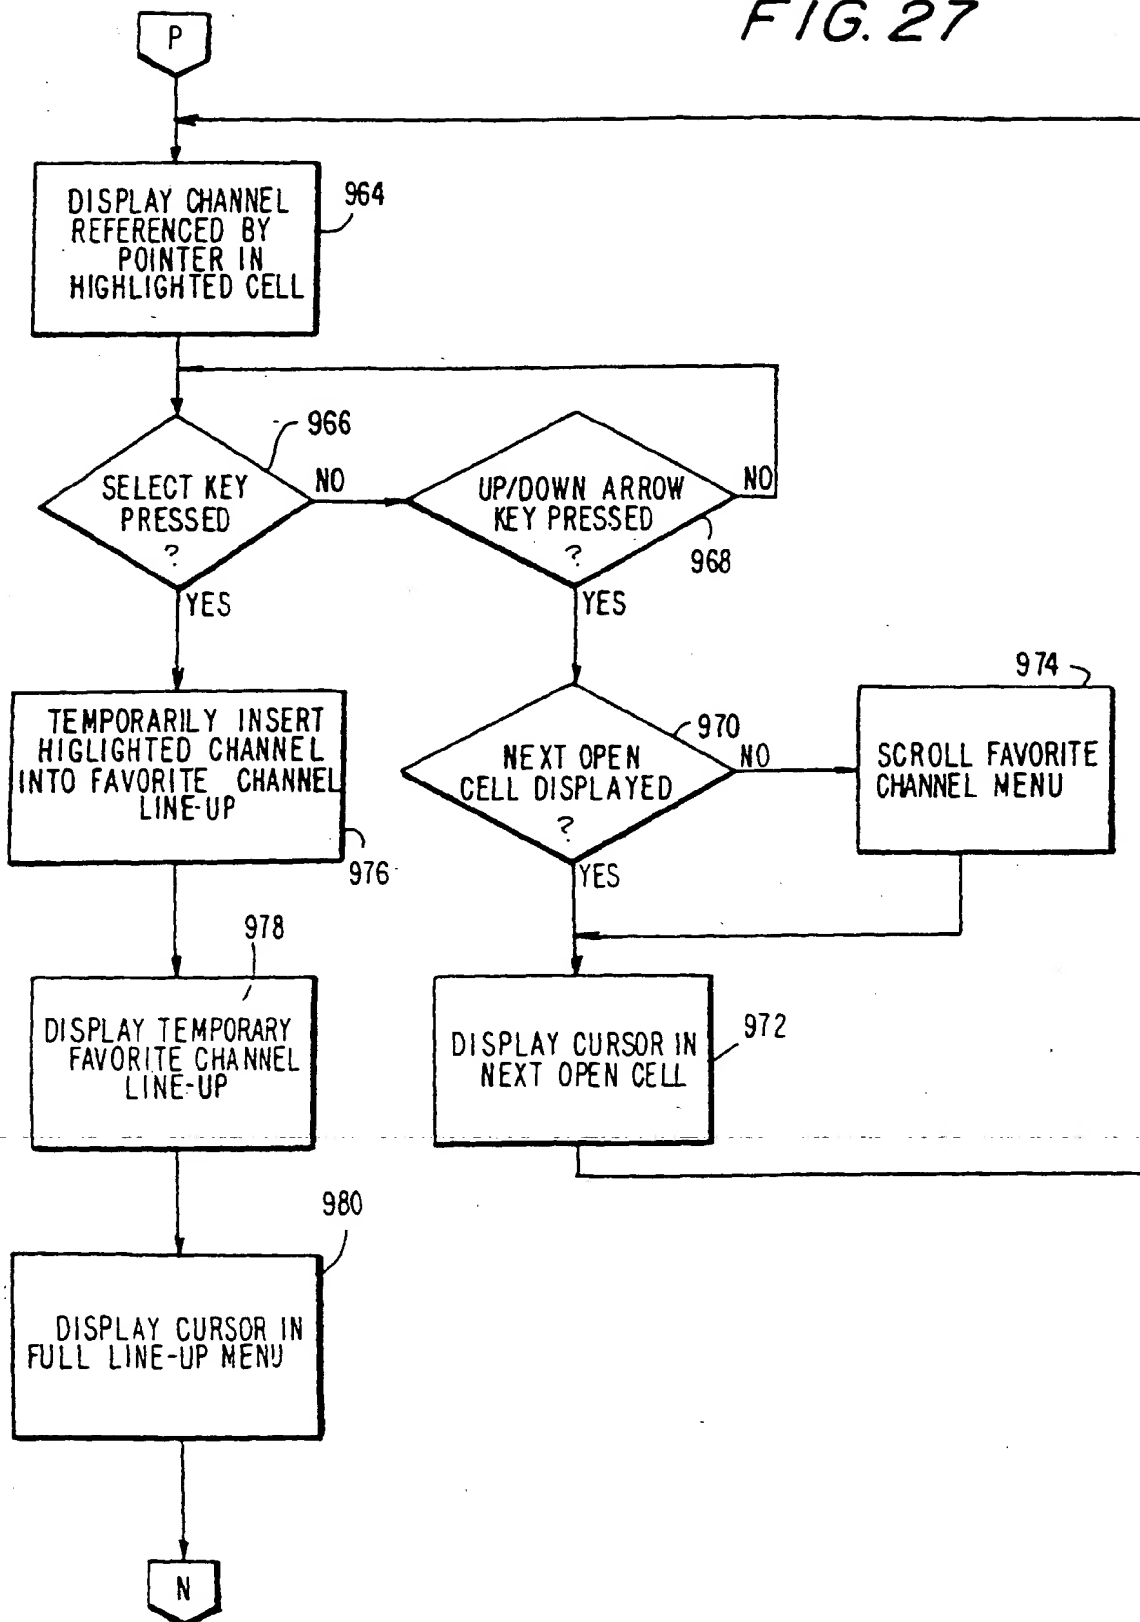 FIG. 27
P
DISPLAY CHANNEL
REFERENCED BY
POINTER IN
HIGHLIGHTED CELL
964
966
SELECT KEY
PRESSED
?
NO
UP/DOWN ARROW
KEY PRESSED
?
NO
968
YES
YES
974
TEMPORARILY INSERT
HIGLIGHTED CHANNEL
INTO FAVORITE CHANNEL
LINE-UP
976
970
NEXT OPEN
CELL DISPLAYED
?
NO
SCROLL FAVORITE
CHANNEL MENU
YES
978
DISPLAY TEMPORARY
FAVORITE CHANNEL
LINE-UP
DISPLAY CURSOR IN
NEXT OPEN CELL
972
980
DISPLAY CURSOR IN
FULL LINE-UP MENU
N